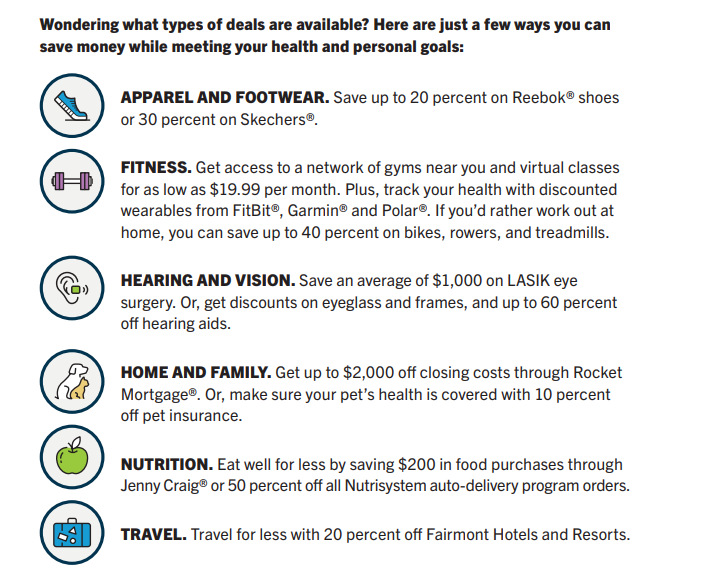 Wondering what types of deals are available? Here are just a few ways you can
save money while meeting your health and personal goals:
APPAREL AND FOOTWEAR. Save up to 20 percent on Reebok® shoes
or 30 percent on Skechers®.
FITNESS. Get access to a network of gyms near you and virtual classes
for as low as $19.99 per month. Plus, track your health with discounted
wearables from FitBit®, Garmin® and Polar®. If you’d rather work out at
home, you can save up to 40 percent on bikes, rowers, and treadmills.
HEARING AND VISION. Save an average of $1,000 on LASIK eye
surgery. Or, get discounts on eyeglass and frames, and up to 60 percent
off hearing aids.
HOME AND FAMILY. Get up to $2,000 off closing costs through Rocket
Mortgage®. Or, make sure your pet’s health is covered with 10 percent
off pet insurance.
NUTRITION. Eat well for less by saving $200 in food purchases through
Jenny Craig® or 50 percent off all Nutrisystem auto-delivery program orders.
TRAVEL. Travel for less with 20 percent off Fairmont Hotels and Resorts.